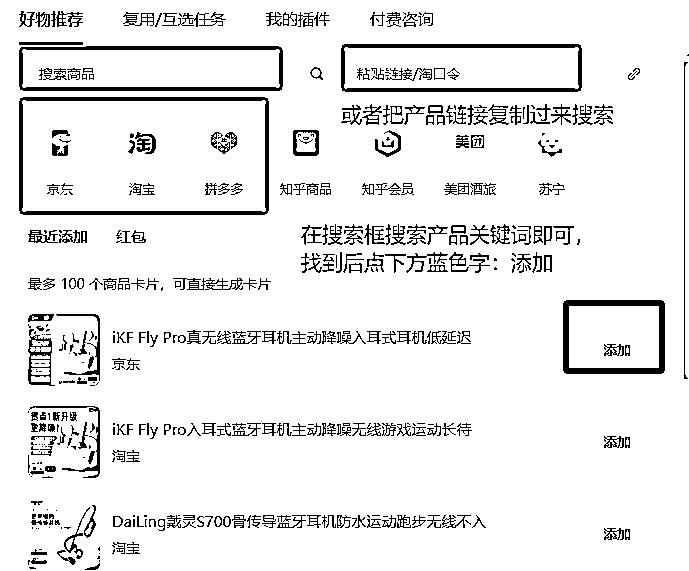 好物推荐 复用/互选任务 我的插件 付费咨询
搜索商品 粘贴链接/淘口令
或者把产品链接复制过来搜索
淘 美团
京东 淘宝 拼多多 知乎商品 知乎会员 美团酒旅 苏宁
最近添加 红包
在搜索框搜索产品关键词即可，
找到后点下方蓝色字：添加
最多 100 个商品卡片，可直接生成卡片
iKF Fly Pro真无线蓝牙耳机主动降噪入耳式耳机低延迟
京东
添加
iKF Fly Pro入耳式蓝牙耳机主动降噪无线游戏运动长待
淘宝
添加
DaiLing戴灵S700骨传导蓝牙耳机防水运动跑步无线不入
淘宝
添加